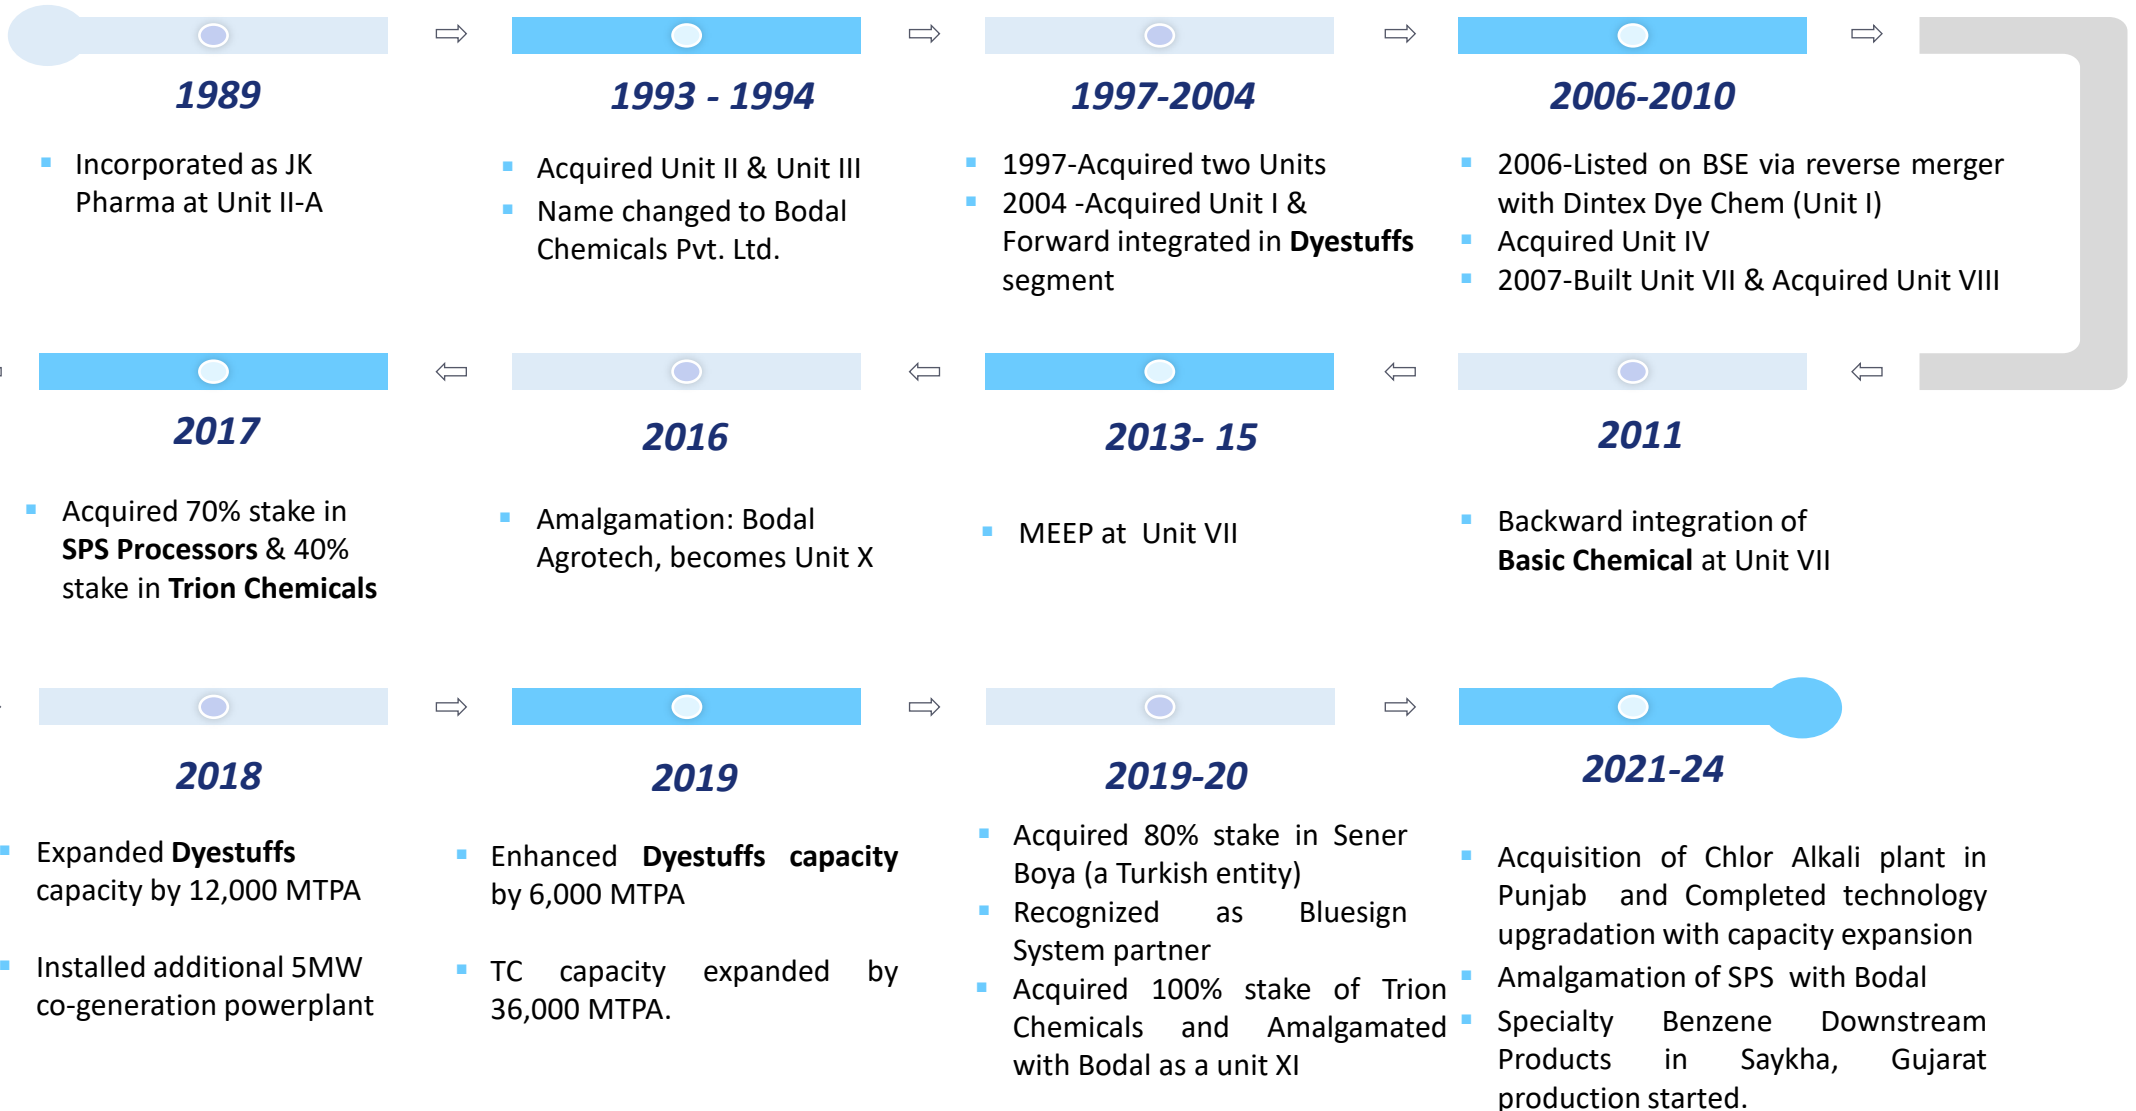 1989
▪ Incorporated as JK
Pharma at Unit II-A
1993 - 1994
▪ Acquired Unit II & Unit III
▪ Name changed to Bodal
Chemicals Pvt. Ltd.
1997-2004
▪ 1997-Acquired two Units
▪ 2004 -Acquired Unit I &
Forward integrated in Dyestuffs
segment
2006-2010
▪ 2006-Listed on BSE via reverse merger
with Dintex Dye Chem (Unit I)
▪ Acquired Unit IV
▪ 2007-Built Unit VII & Acquired Unit VIII
2011
▪ Backward integration of
Basic Chemical at Unit VII
2013- 15
▪ MEEP at Unit VII
2016
▪ Amalgamation: Bodal
Agrotech, becomes Unit X
2017
▪ Acquired 70% stake in
SPS Processors & 40%
stake in Trion Chemicals
2018
▪ Expanded Dyestuffs
capacity by 12,000 MTPA
▪ Installed additional 5MW
co-generation powerplant
2019
▪ Enhanced Dyestuffs capacity
by 6,000 MTPA
▪ TC capacity expanded by
36,000 MTPA.
2019-20
▪ Acquired 80% stake in Sener
Boya (a Turkish entity)
▪ Recognized as Bluesign
System partner
▪ Acquired 100% stake of Trion
Chemicals and Amalgamated
with Bodal as a unit XI
2021-24
▪ Acquisition of Chlor Alkali plant in
Punjab and Completed technology
upgradation with capacity expansion
▪ Amalgamation of SPS with Bodal
▪ Specialty Benzene Downstream
Products in Saykha, Gujarat
production started.